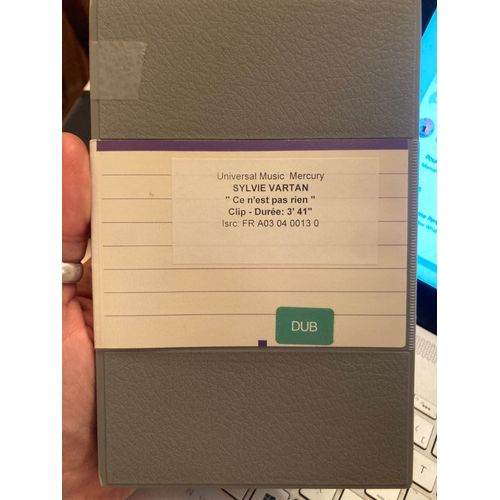 Universal Music Mercury
SYLVIE VARTAN
" Ce n'est pas rien "
Clip - Durée: 3' 41"
Isrc: FR A03 04 0013 0
DUB